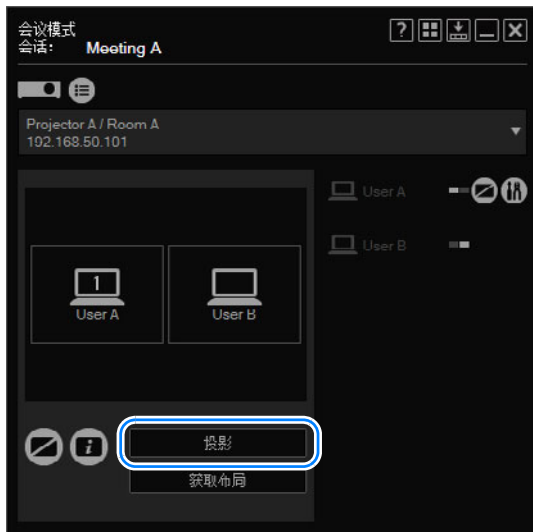 会议模式
会话: Meeting A
?
Projector A / Room A
192.168.50.101
User A
User B
1
User A
User B
i
投影
获取布局